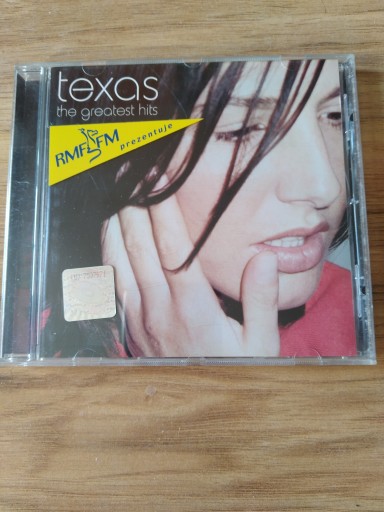 texas
the greatest hits
RMF FM
prezentuje